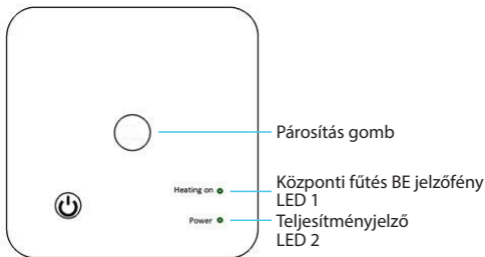 Párosítás gomb
Heating on
Központi fűtés BE jelzőfény
LED 1
Power
Teljesítményjelző
LED 2